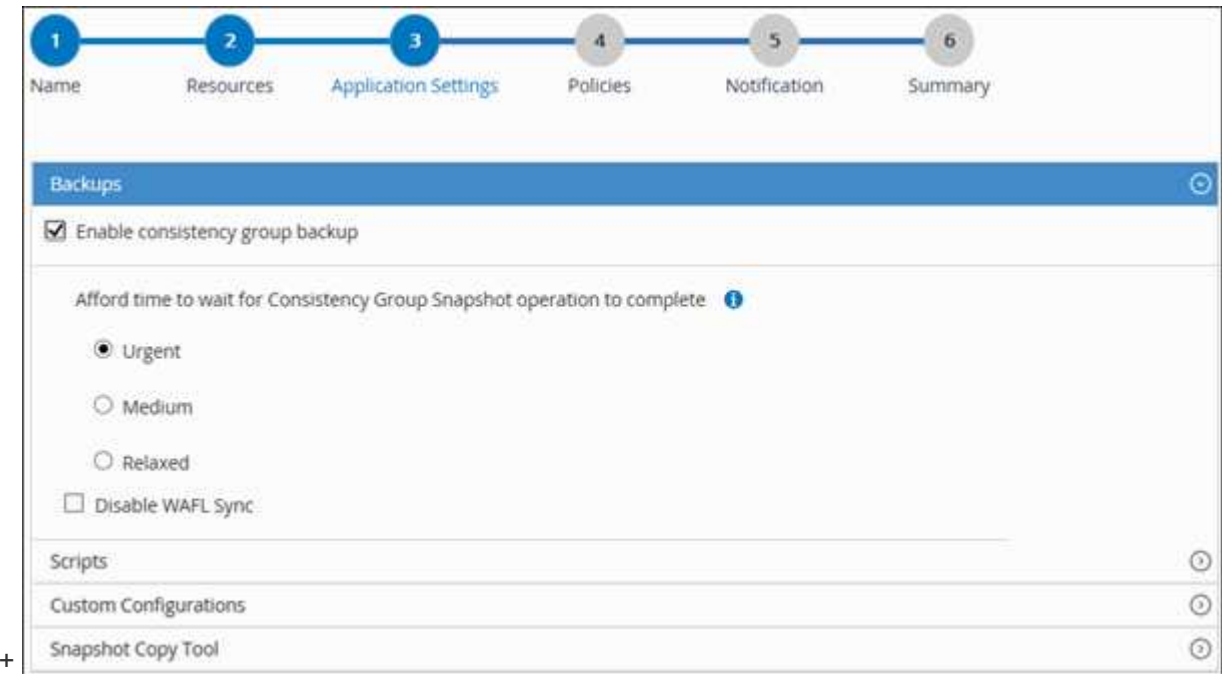 1 2 3 4 5 6
Name Resources Application Settings Policies Notification Summary
Backups
Enable consistency group backup
Afford time to wait for Consistency Group Snapshot operation to complete
Urgent
Medium
Relaxed
Disable WAFL Sync
Scripts
Custom Configurations
Snapshot Copy Tool
+